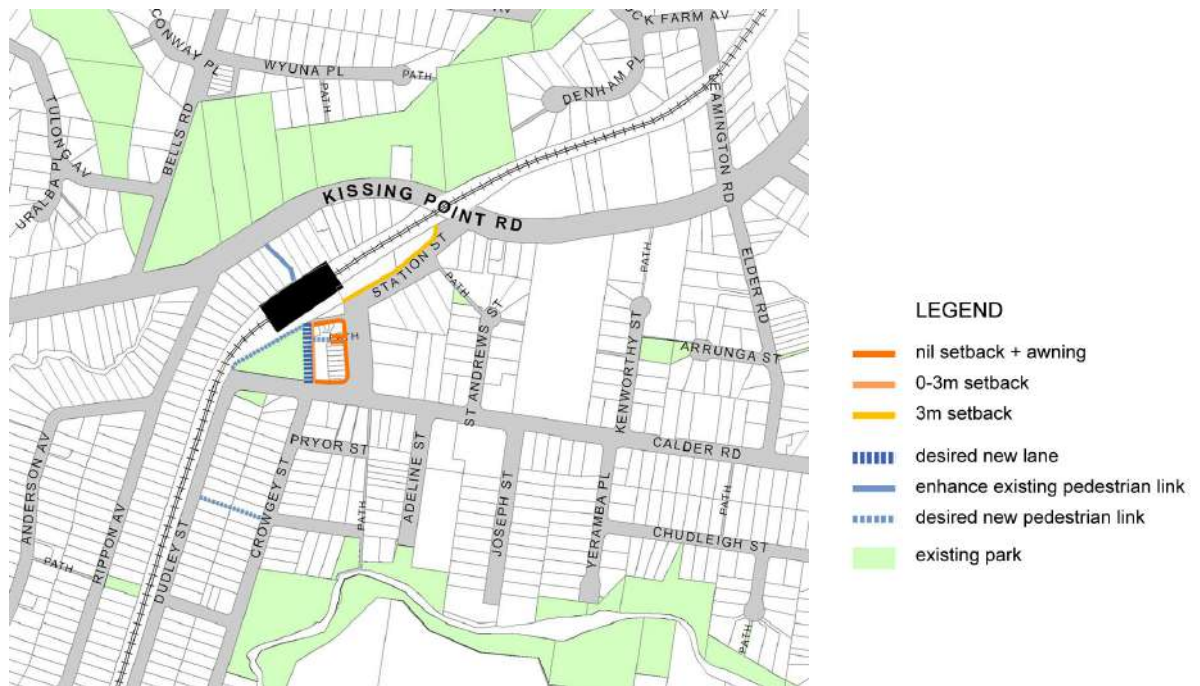 CONWAY PL
WYUNA PL
PATH
PATH
K FARM AV
DENHAM PL
LEAMINGTON RD
TULONG AV
URALBA PL
BELLS RD
KISSING POINT RD
STATION ST
PATH
PATH
ELDER RD
ST ANDREWS ST
KENWORTHY ST
ARRUNGA ST
CALDER RD
ANDERSON AV
RIPPON AV
DUDLEY ST
CROWGEY ST
PRYOR ST
ADELINE ST
PATH
JOSEPH ST
YERAMBA PL
CHUDLEIGH ST
PATH
PATH
PATH
LEGEND
nil setback + awning
0-3m setback
3m setback
desired new lane
enhance existing pedestrian link
desired new pedestrian link
existing park